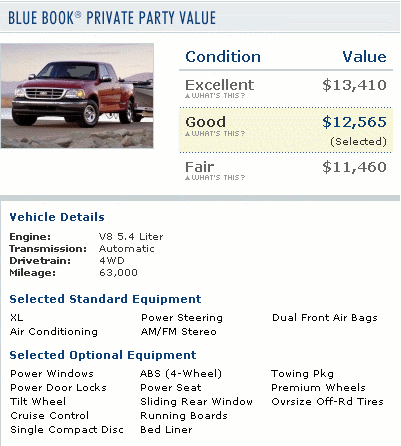 BLUE BOOK® PRIVATE PARTY VALUE
Condition Value
Excellent $13,410
WHAT'S THIS?
Good $12,565
WHAT'S THIS? (Selected)
Fair $11,460
WHAT'S THIS?
Vehicle Details
Engine: V8 5.4 Liter
Transmission: Automatic
Drivetrain: 4WD
Mileage: 63,000
Selected Standard Equipment
XL Power Steering Dual Front Air Bags
Air Conditioning AM/FM Stereo
Selected Optional Equipment
Power Windows ABS (4-Wheel) Towing Pkg
Power Door Locks Power Seat Premium Wheels
Tilt Wheel Sliding Rear Window Ovrsize Off-Rd Tires
Cruise Control Running Boards
Single Compact Disc Bed Liner